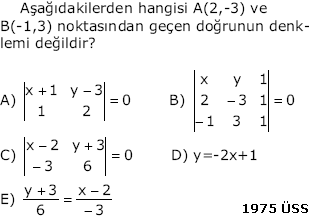 Aşağıdakilerden hangisi A(2,-3) ve
B(-1,3) noktasından geçen doğrunun denk-
lemi değildir?
A) |x + 1 y − 3| = 0 B) |x y 1|
|1 2| |2 − 3 1| = 0
|− 1 3 1|
C) |x − 2 y + 3| = 0 D) y=-2x+1
|− 3 6|
E) (y + 3)/6 = (x − 2)/(− 3)
1975 ÜSS